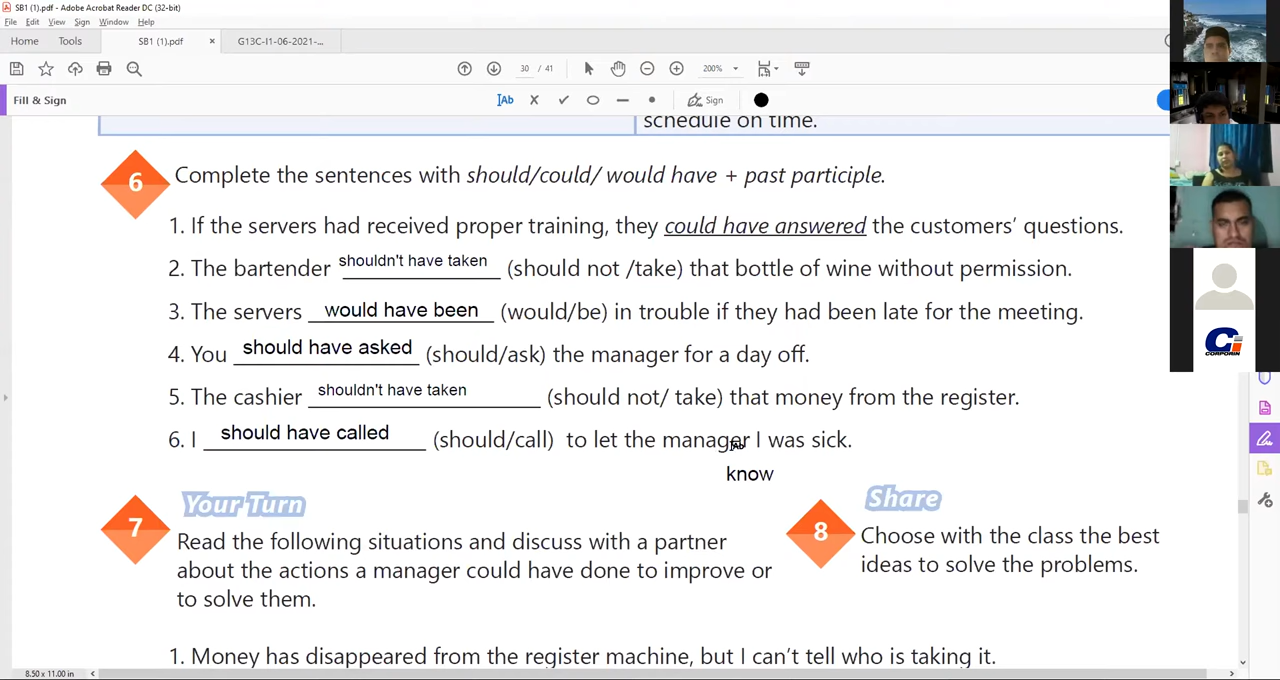 SB1 (1).pdf - Adobe Acrobat Reader DC (32-bit)
File Edit View Sign Window Help
Home Tools SB1 (1).pdf × G13C-I1-06-2021-...
30 / 41 200%
Fill & Sign
Ab Sign
schedule on time.
6 Complete the sentences with should/could/ would have + past participle.
1. If the servers had received proper training, they could have answered the customers' questions.
2. The bartender shouldn't have taken (should not /take) that bottle of wine without permission.
3. The servers would have been (would/be) in trouble if they had been late for the meeting.
4. You should have asked (should/ask) the manager for a day off.
5. The cashier shouldn't have taken (should not/ take) that money from the register.
6. I should have called (should/call) to let the manager I was sick.
know
7 Your Turn
Read the following situations and discuss with a partner
about the actions a manager could have done to improve or
to solve them.
8 Share
Choose with the class the best
ideas to solve the problems.
1. Money has disappeared from the register machine, but I can't tell who is taking it.
8.50 x 11.00 in
Ci
CORPORIN